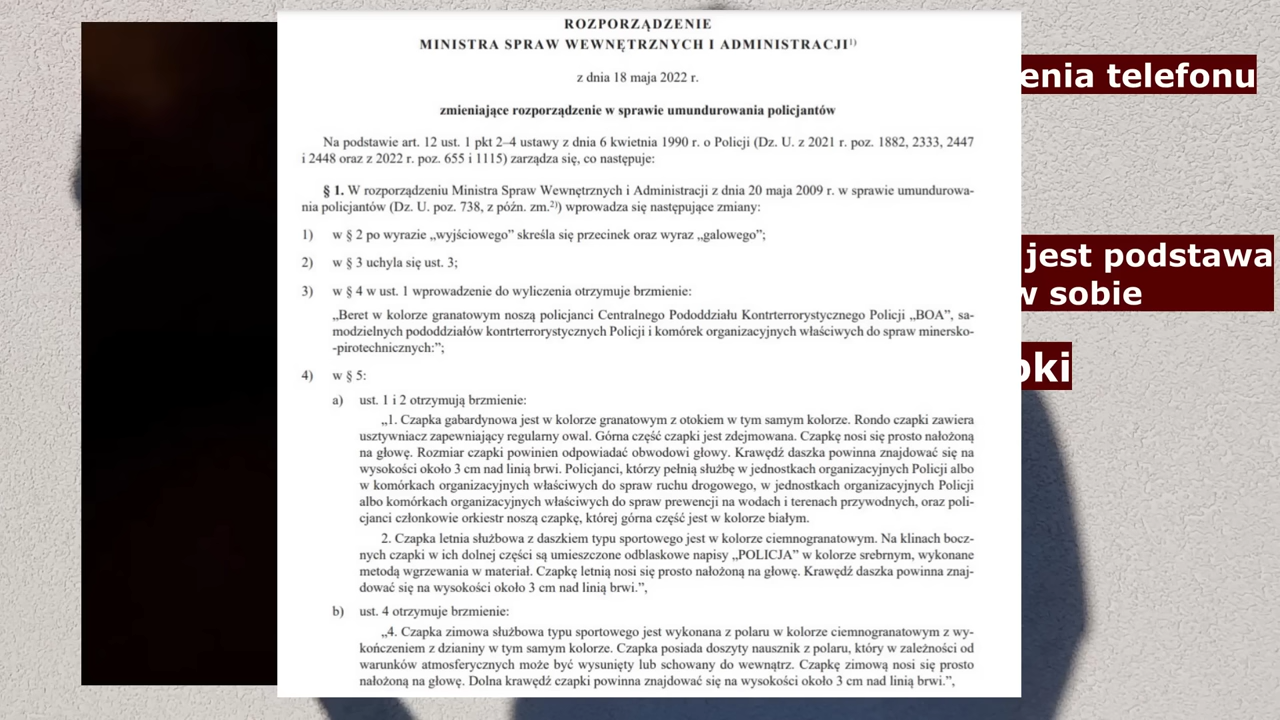 ROZPORZĄDZENIE
MINISTRA SPRAW WEWNĘTRZNYCH I ADMINISTRACJI¹⁾
z dnia 18 maja 2022 r.
zmieniające rozporządzenie w sprawie umundurowania policjantów
Na podstawie art. 12 ust. 1 pkt 2–4 ustawy z dnia 6 kwietnia 1990 r. o Policji (Dz. U. z 2021 r. poz. 1882, 2333, 2447
i 2448 oraz z 2022 r. poz. 655 i 1115) zarządza się, co następuje:
§ 1. W rozporządzeniu Ministra Spraw Wewnętrznych i Administracji z dnia 20 maja 2009 r. w sprawie umundurowa-
nia policjantów (Dz. U. poz. 738, z późn. zm.²⁾) wprowadza się następujące zmiany:
1) w § 2 po wyrazie „wyjściowego” skreśla się przecinek oraz wyraz „galowego”;
2) w § 3 uchyla się ust. 3;
3) w § 4 w ust. 1 wprowadzenie do wyliczenia otrzymuje brzmienie:
„Beret w kolorze granatowym noszą policjanci Centralnego Pododdziału Kontrterrorystycznego Policji „BOA”, sa-
modzielnych pododdziałów kontrterrorystycznych Policji i komórek organizacyjnych właściwych do spraw minersko-
-pirotechnicznych:”;
4) w § 5:
a) ust. 1 i 2 otrzymują brzmienie:
„1. Czapka gabardynowa jest w kolorze granatowym z otokiem w tym samym kolorze. Rondo czapki zawiera
usztywniacz zapewniający regularny owal. Górna część czapki jest zdejmowana. Czapkę nosi się prosto nałożoną
na głowę. Rozmiar czapki powinien odpowiadać obwodowi głowy. Krawędź daszka powinna znajdować się na
wysokości około 3 cm nad linią brwi. Policjanci, którzy pełnią służbę w jednostkach organizacyjnych Policji albo
w komórkach organizacyjnych właściwych do spraw ruchu drogowego, w jednostkach organizacyjnych Policji
albo komórkach organizacyjnych właściwych do spraw prewencji na wodach i terenach przywodnych, oraz poli-
cjanci członkowie orkiestr noszą czapkę, której górna część jest w kolorze białym.
2. Czapka letnia służbowa z daszkiem typu sportowego jest w kolorze ciemnogranatowym. Na klinach bocz-
nych czapki w ich dolnej części są umieszczone odblaskowe napisy „POLICJA” w kolorze srebrnym, wykonane
metodą wgrzewania w materiał. Czapkę letnią nosi się prosto nałożoną na głowę. Krawędź daszka powinna znaj-
dować się na wysokości około 3 cm nad linią brwi.”,
b) ust. 4 otrzymuje brzmienie:
„4. Czapka zimowa służbowa typu sportowego jest wykonana z polaru w kolorze ciemnogranatowym z wy-
kończeniem z dzianiny w tym samym kolorze. Czapka posiada doszyty nausznik z polaru, który w zależności od
warunków atmosferycznych może być wysunięty lub schowany do wewnątrz. Czapkę zimową nosi się prosto
nałożoną na głowę. Dolna krawędź czapki powinna znajdować się na wysokości około 3 cm nad linią brwi.”,
enia telefonu
jest podstawa
w sobie
pki